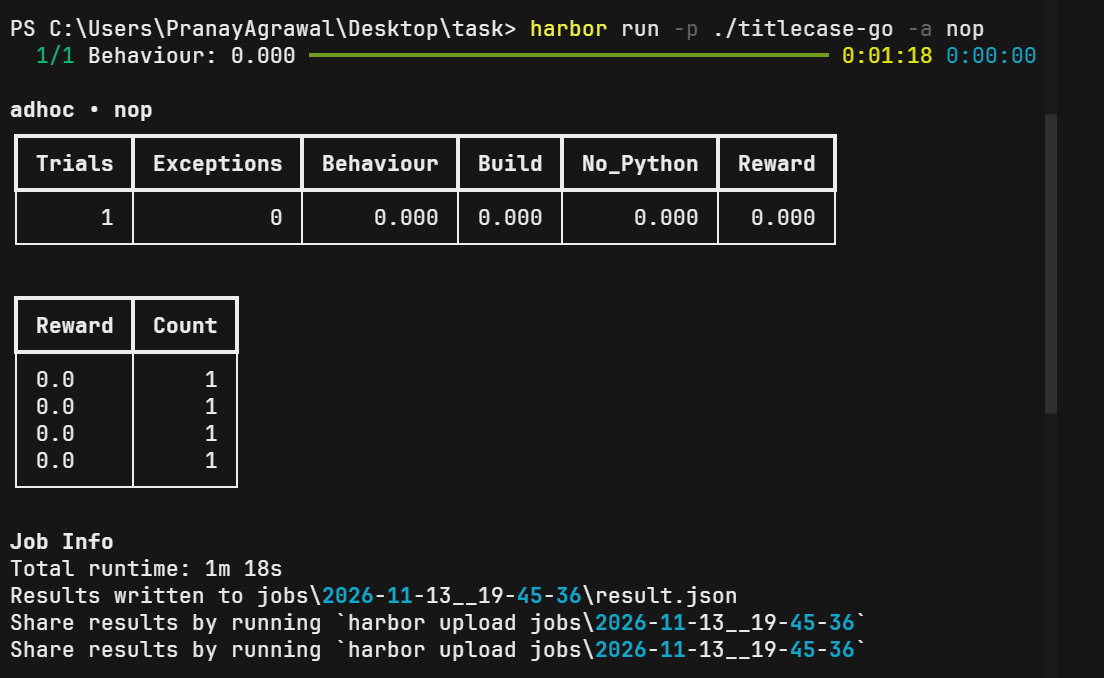 PS C:\Users\PranayAgrawal\Desktop\task> harbor run -p ./titlecase-go -a nop
1/1 Behaviour: 0.000 0:01:18 0:00:00
adhoc • nop
Trials Exceptions Behaviour Build No_Python Reward
1 0 0.000 0.000 0.000 0.000
Reward Count
0.0 1
0.0 1
0.0 1
0.0 1
Job Info
Total runtime: 1m 18s
Results written to jobs\2026-11-13__19-45-36\result.json
Share results by running `harbor upload jobs\2026-11-13__19-45-36`
Share results by running `harbor upload jobs\2026-11-13__19-45-36`